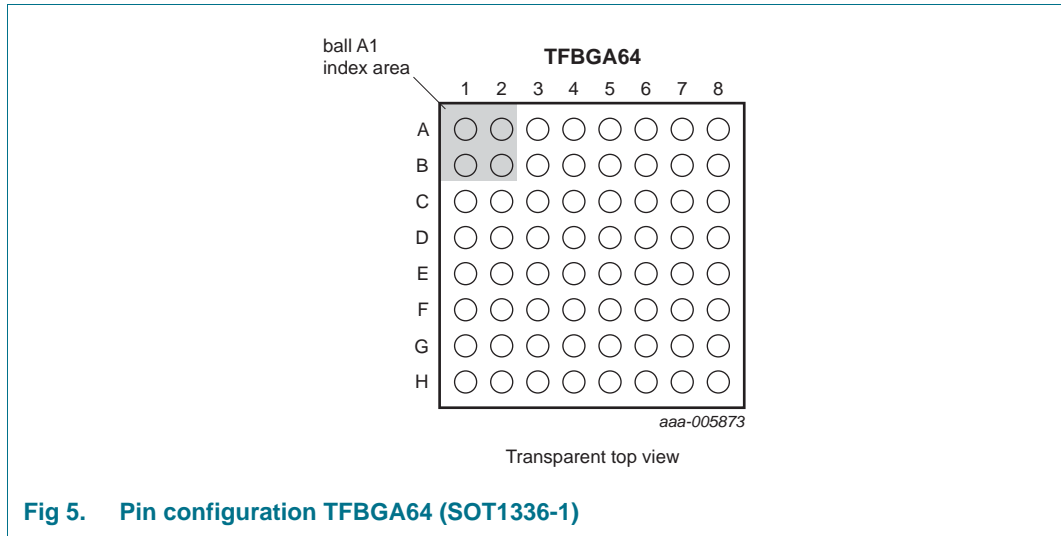 ball A1
index area
TFBGA64
1 2 3 4 5 6 7 8
A
B
C
D
E
F
G
H
aaa-005873
Transparent top view
Fig 5. Pin configuration TFBGA64 (SOT1336-1)